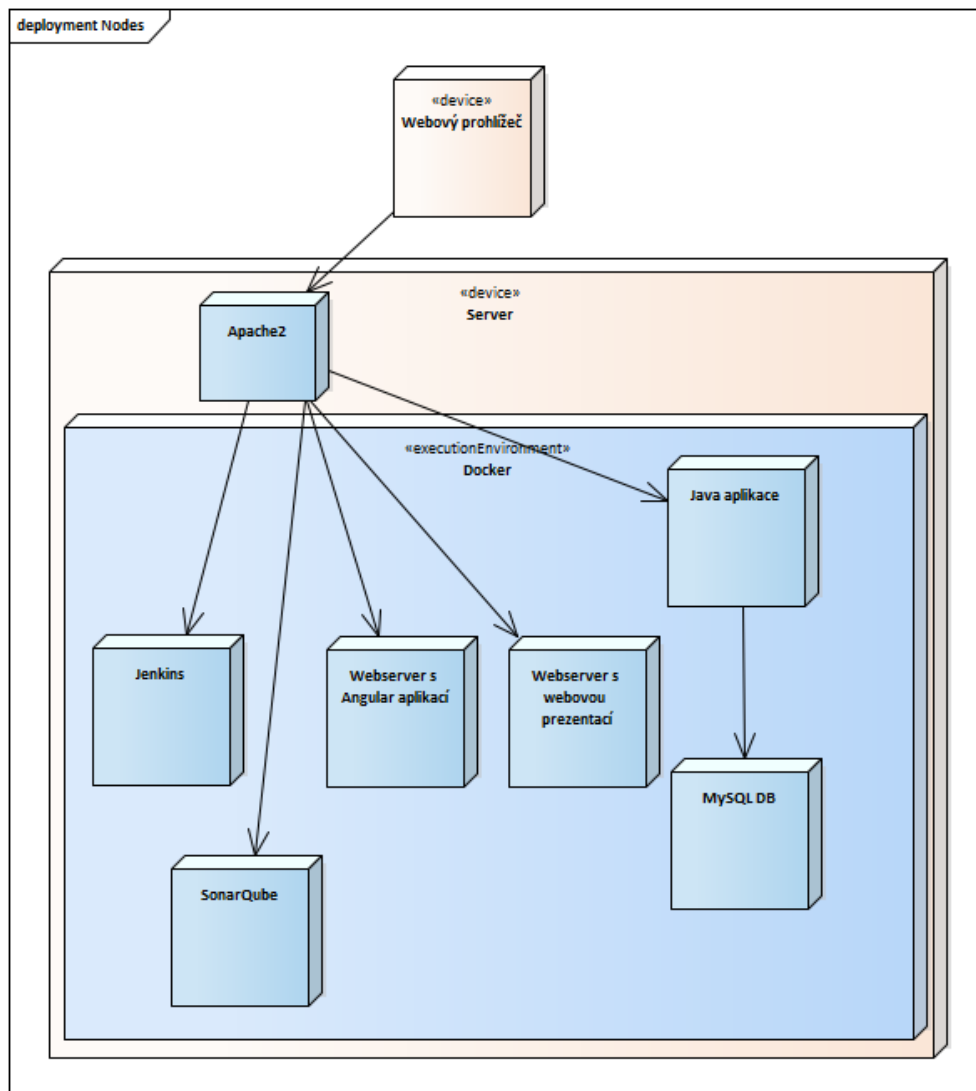 deployment Nodes
«device»
Webový prohlížeč
«device»
Server
Apache2
«executionEnvironment»
Docker
Java aplikace
Jenkins
Webserver s
Angular aplikací
Webserver s
webovou
prezentací
MySQL DB
SonarQube